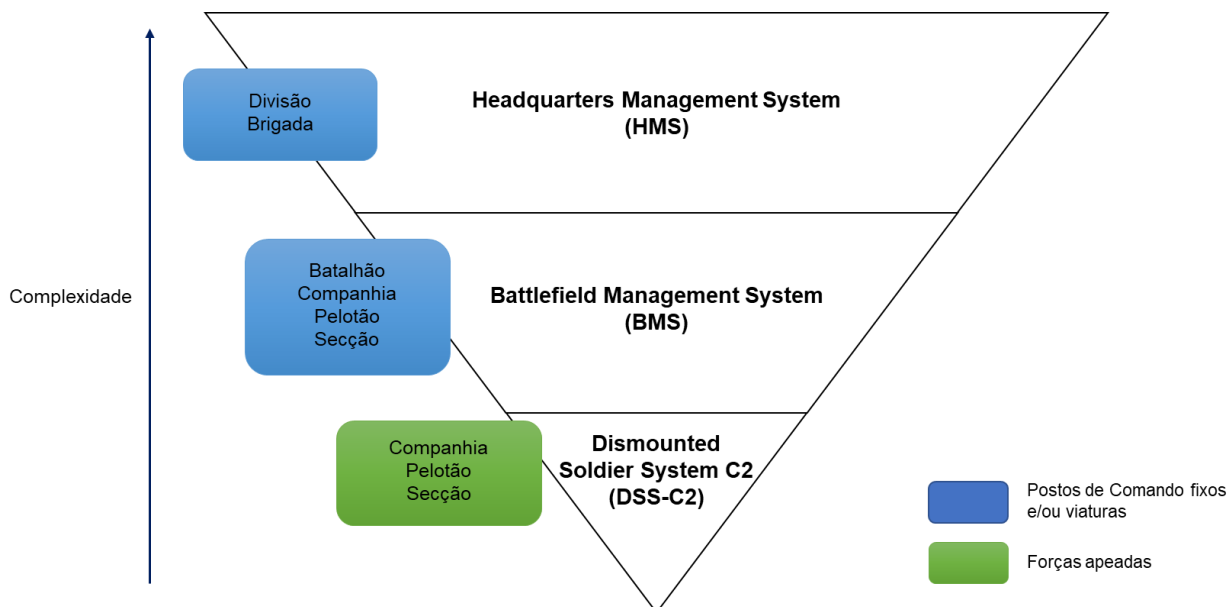 Divisão
Brigada
Headquarters Management System
(HMS)
Complexidade
Batalhão
Companhia
Pelotão
Secção
Battlefield Management System
(BMS)
Companhia
Pelotão
Secção
Dismounted
Soldier System C2
(DSS-C2)
Postos de Comando fixos
e/ou viaturas
Forças apeadas